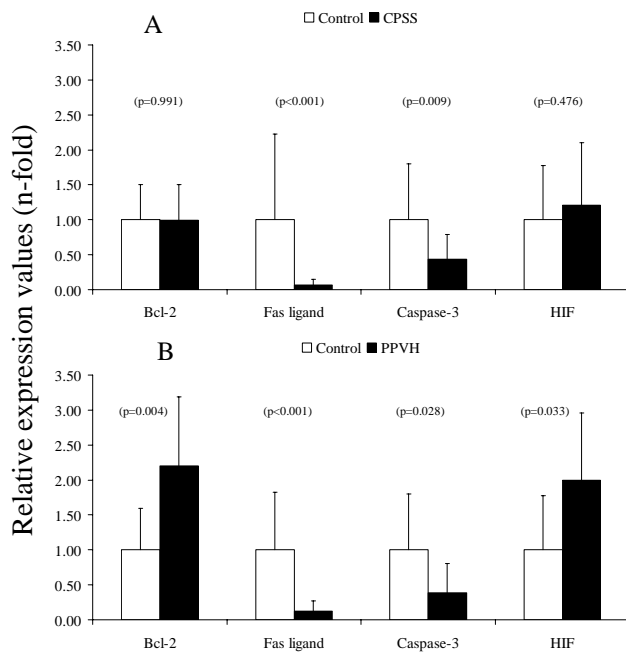 A
Control CPSS
3.50
3.00
2.50
2.00
1.50
1.00
0.50
0.00
(p=0.991) (p<0.001) (p=0.009) (p=0.476)
Bcl-2 Fas ligand Caspase-3 HIF
Relative expression values (n-fold)
B
Control PPVH
3.50
3.00
2.50
2.00
1.50
1.00
0.50
0.00
(p=0.004) (p<0.001) (p=0.028) (p=0.033)
Bcl-2 Fas ligand Caspase-3 HIF